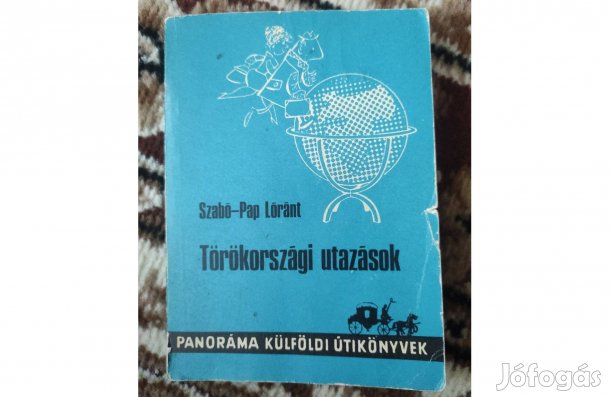 Szabó-Pap Lóránt
Törökországi utazások
PANORÁMA KÜLFÖLDI ÚTIKÖNYVEK
Jófogás